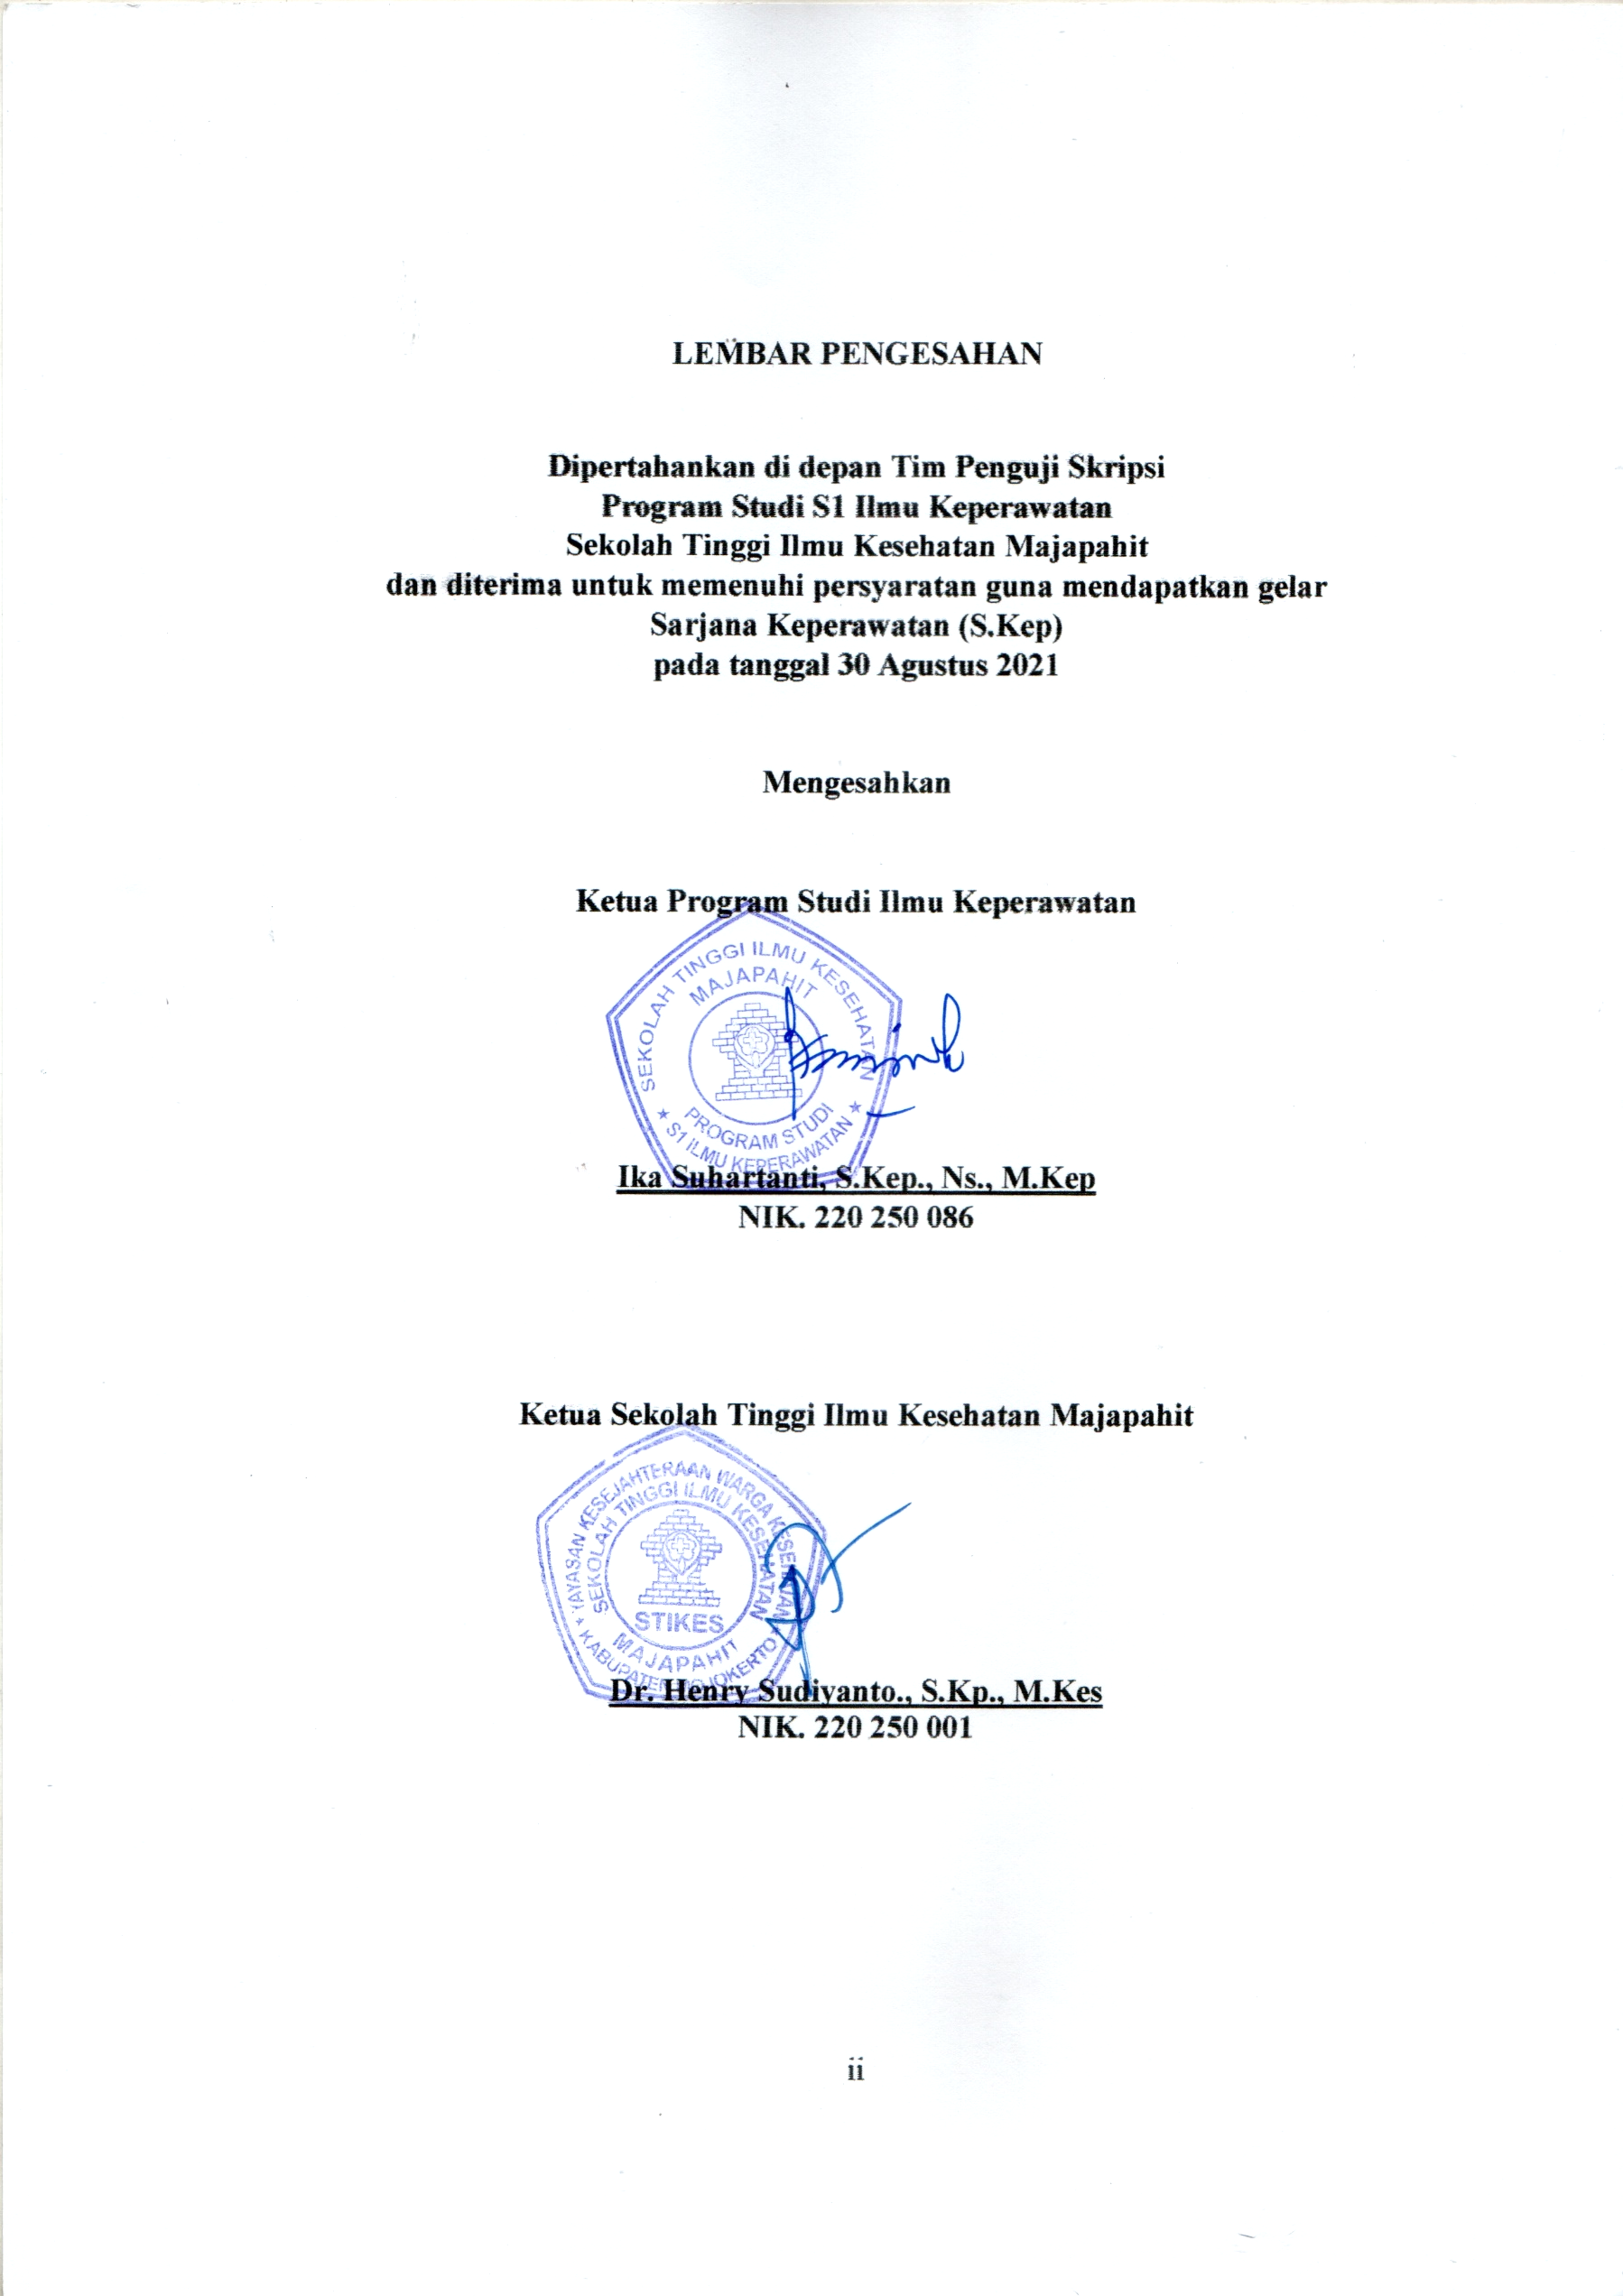 LEMBAR PENGESAHAN
Dipertahankan di depan Tim Penguji Skripsi
Program Studi S1 Ilmu Keperawatan
Sekolah Tinggi Ilmu Kesehatan Majapahit
dan diterima untuk memenuhi persyaratan guna mendapatkan gelar
Sarjana Keperawatan (S.Kep)
pada tanggal 30 Agustus 2021
Mengesahkan
Ketua Program Studi Ilmu Keperawatan
SEKOLAH TINGGI ILMU KESEHATAN
MAJAPAHIT
PROGRAM STUDI
★ S1 ILMU KEPERAWATAN ★
Ika Suhartanti, S.Kep., Ns., M.Kep
NIK. 220 250 086
Ketua Sekolah Tinggi Ilmu Kesehatan Majapahit
YAYASAN KESEJAHTERAAN WARGA KESEHATAN
SEKOLAH TINGGI ILMU KESEHATAN
STIKES
MAJAPAHIT
★ KABUPATEN MOJOKERTO ★
Dr. Henry Sudiyanto., S.Kp., M.Kes
NIK. 220 250 001
ii